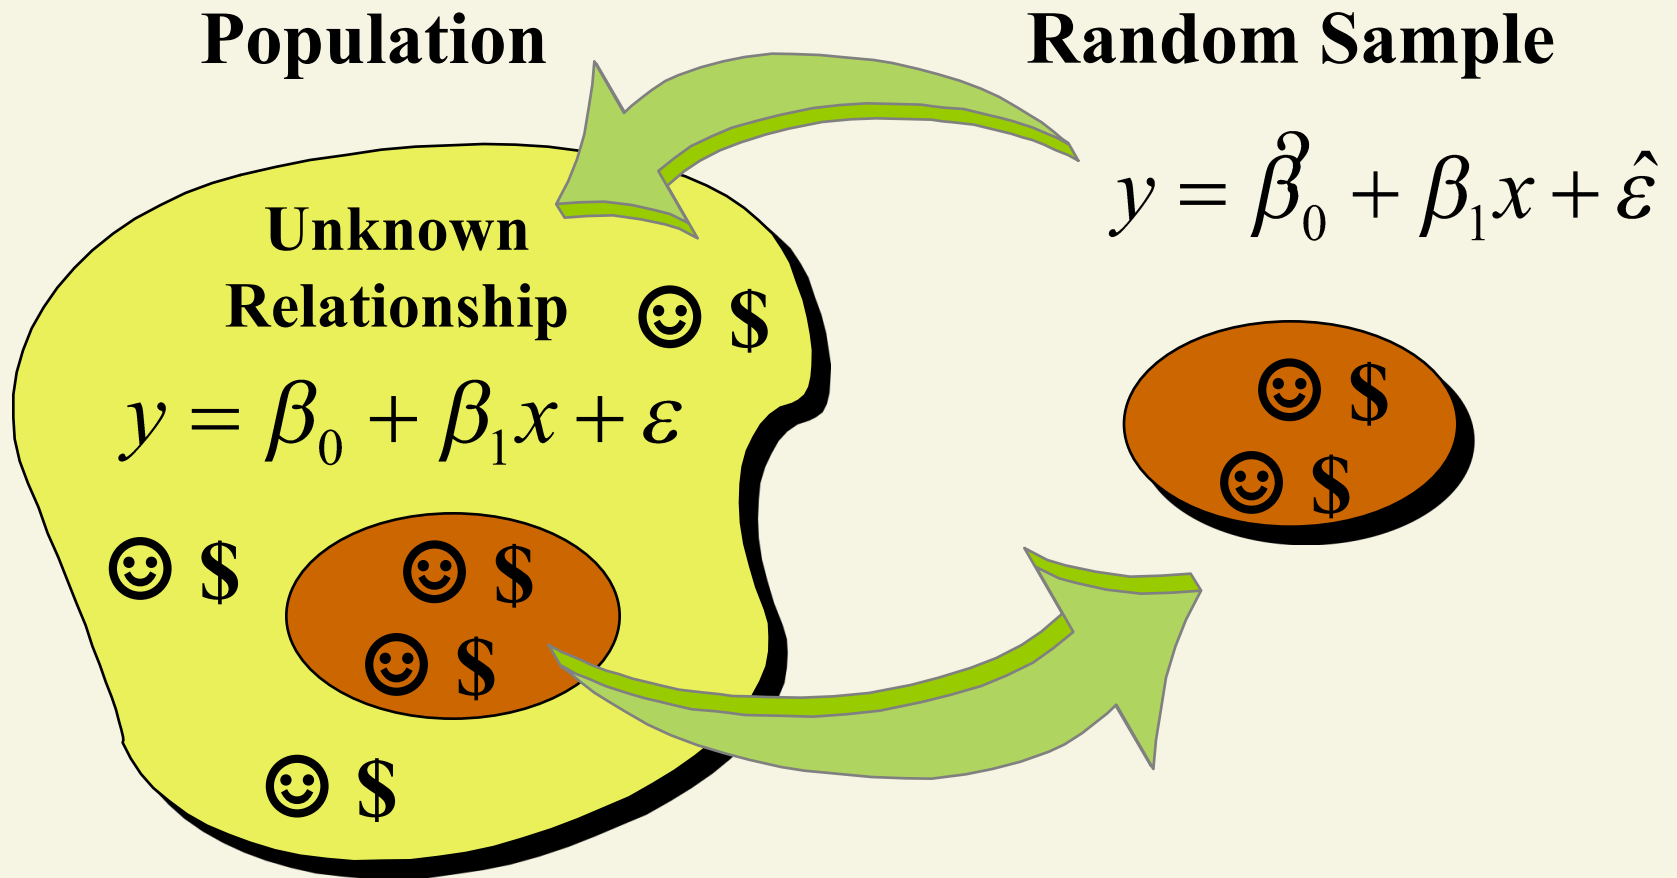 Population
Random Sample
y = β̂₀ + β₁x + ε̂
Unknown
Relationship
☺ $
y = β₀ + β₁x + ε
☺ $
☺ $
☺ $
☺ $
☺ $
☺ $